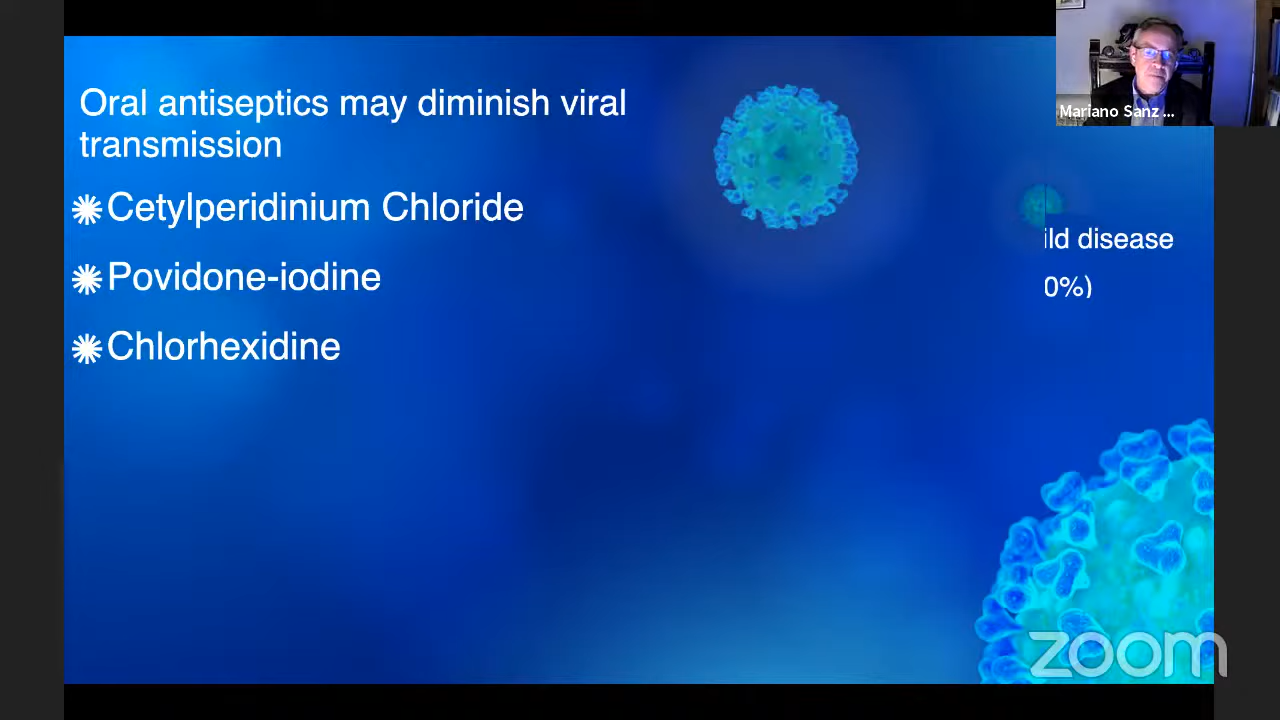 Oral antiseptics may diminish viral
transmission
Cetylperidinium Chloride
Povidone-iodine
Chlorhexidine
Mariano Sanz ...
ild disease
0%)
zoom